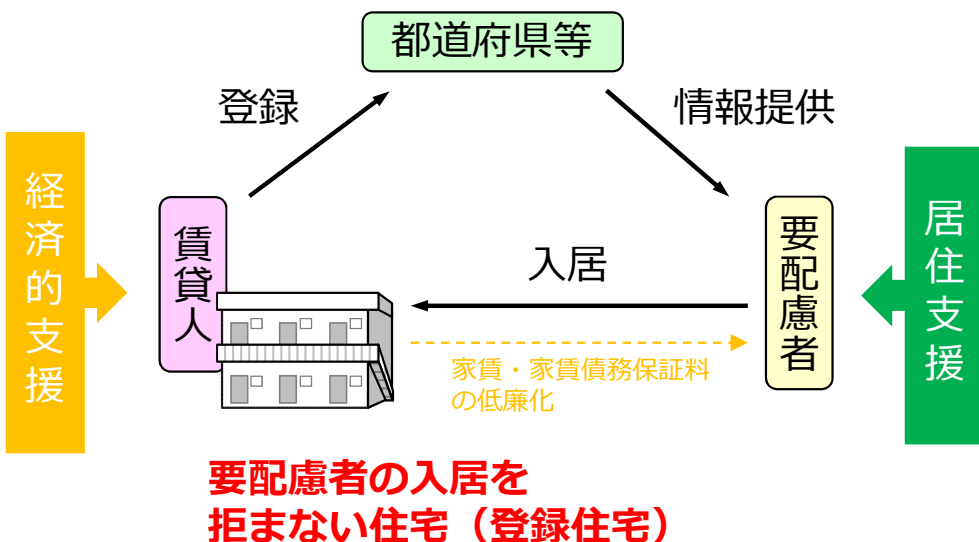 都道府県等
登録
情報提供
経済的支援
賃貸人
入居
要配慮者
居住支援
家賃・家賃債務保証料
の低廉化
要配慮者の入居を
拒まない住宅（登録住宅）